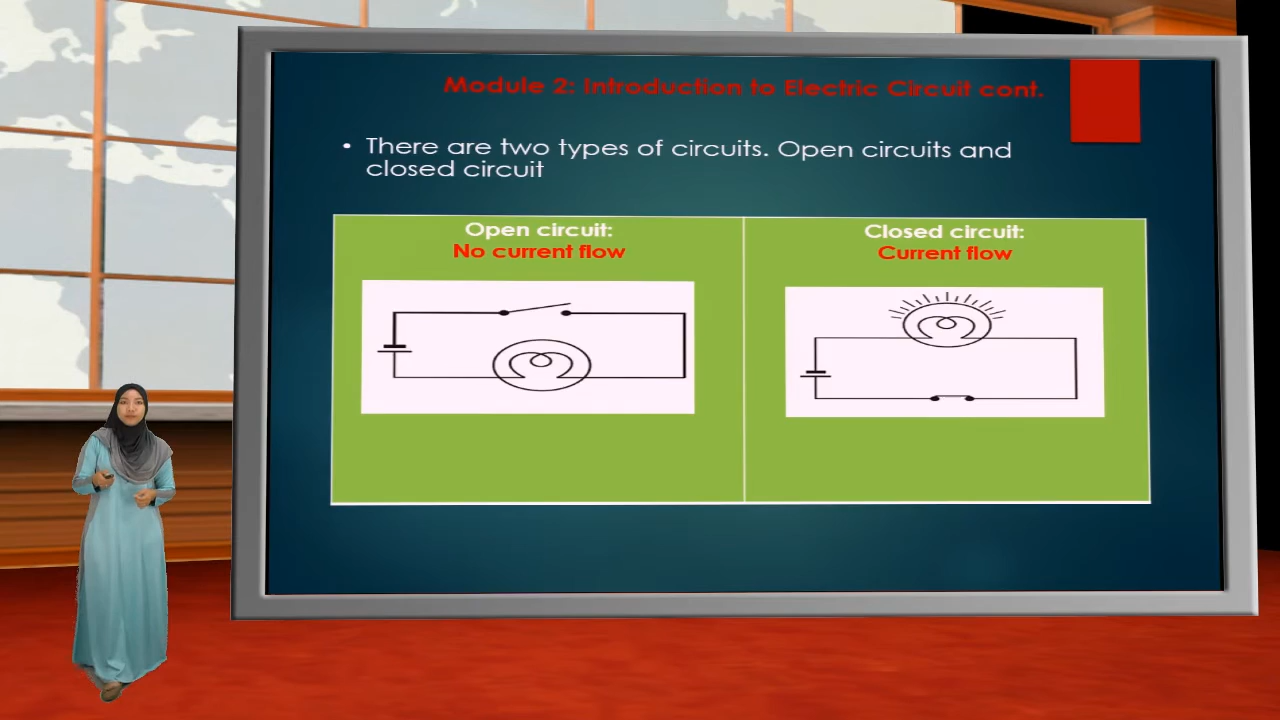 Module 2: Introduction to Electric Circuit cont.
• There are two types of circuits. Open circuits and
closed circuit
Open circuit:
No current flow
Closed circuit:
Current flow